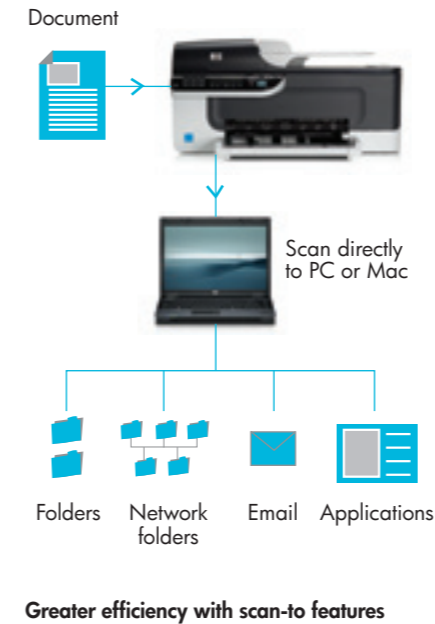 Document
Scan directly
to PC or Mac
Folders
Network
folders
Email
Applications
Greater efficiency with scan-to features